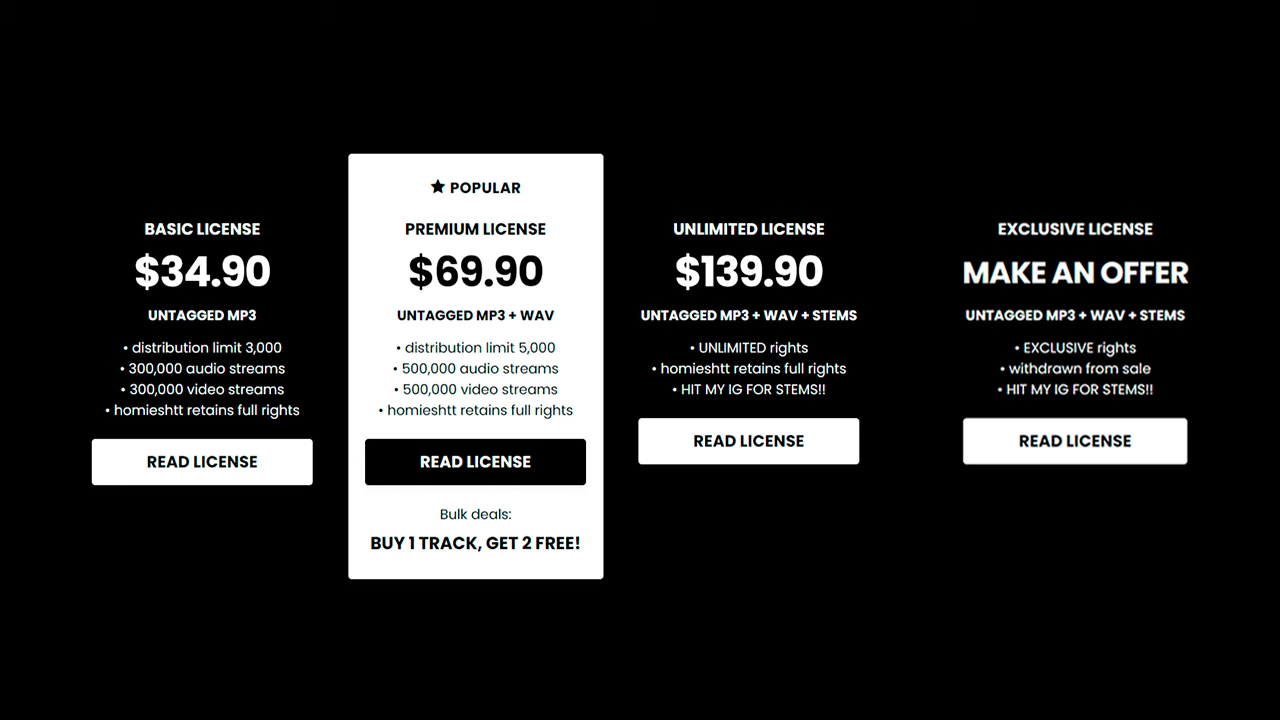 BASIC LICENSE
$34.90
UNTAGGED MP3
• distribution limit 3,000
• 300,000 audio streams
• 300,000 video streams
• homieshtt retains full rights
READ LICENSE
★ POPULAR
PREMIUM LICENSE
$69.90
UNTAGGED MP3 + WAV
• distribution limit 5,000
• 500,000 audio streams
• 500,000 video streams
• homieshtt retains full rights
READ LICENSE
Bulk deals:
BUY 1 TRACK, GET 2 FREE!
UNLIMITED LICENSE
$139.90
UNTAGGED MP3 + WAV + STEMS
• UNLIMITED rights
• homieshtt retains full rights
• HIT MY IG FOR STEMS!!
READ LICENSE
EXCLUSIVE LICENSE
MAKE AN OFFER
UNTAGGED MP3 + WAV + STEMS
• EXCLUSIVE rights
• withdrawn from sale
• HIT MY IG FOR STEMS!!
READ LICENSE